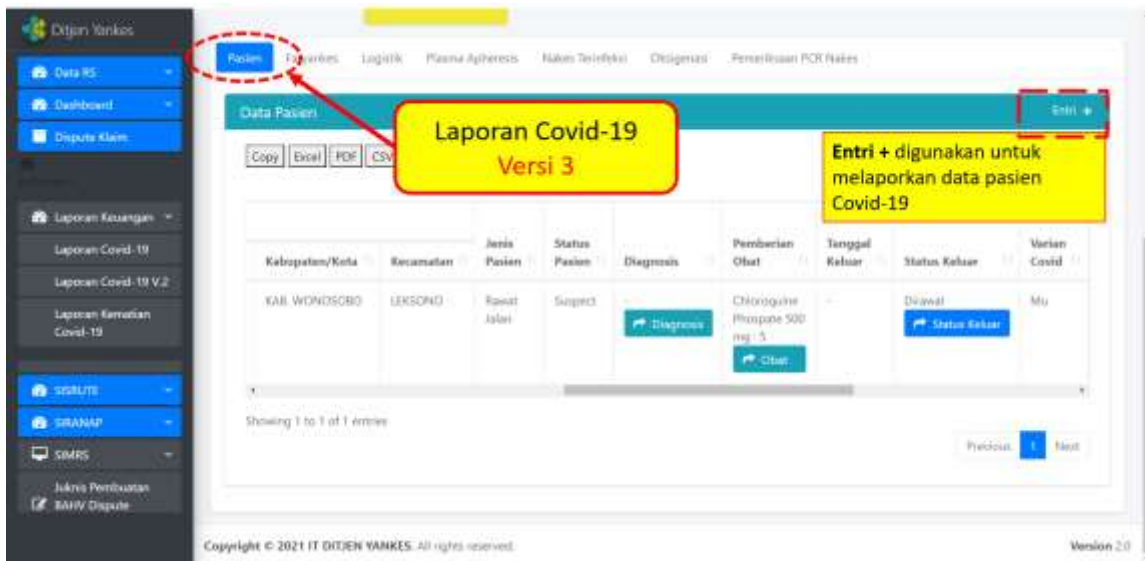 Ditjen Yankes
Data RS
Dashboard
Dispute Klaim
Laporan Keuangan
Laporan Covid-19
Laporan Covid-19 V.2
Laporan Kematian
Covid-19
SISRUTE
SIRANAP
SIMRS
Juknis Pembuatan
BAHV Dispute
Pasien Logistik Plasma Apheresis Nakes Terinfeksi Oksigenasi Pemeriksaan PCR Nakes
Data Pasien
Entri +
Laporan Covid-19
Versi 3
Copy Excel PDF CSV
Entri + digunakan untuk
melaporkan data pasien
Covid-19
Kabupaten/Kota Kecamatan Jenis Pasien Status Pasien Diagnosis Pemberian Obat Tanggal Keluar Status Keluar Varian Covid
KAB. WONOSOBO LEKSONO Rawat Jalan Suspect - Chloroquine Phospate 500 mg : 5 - Dirawat Mu
Diagnosis Obat Status Keluar
Showing 1 to 1 of 1 entries
Previous 1 Next
Copyright © 2021 IT DITJEN YANKES. All rights reserved.
Version 2.0